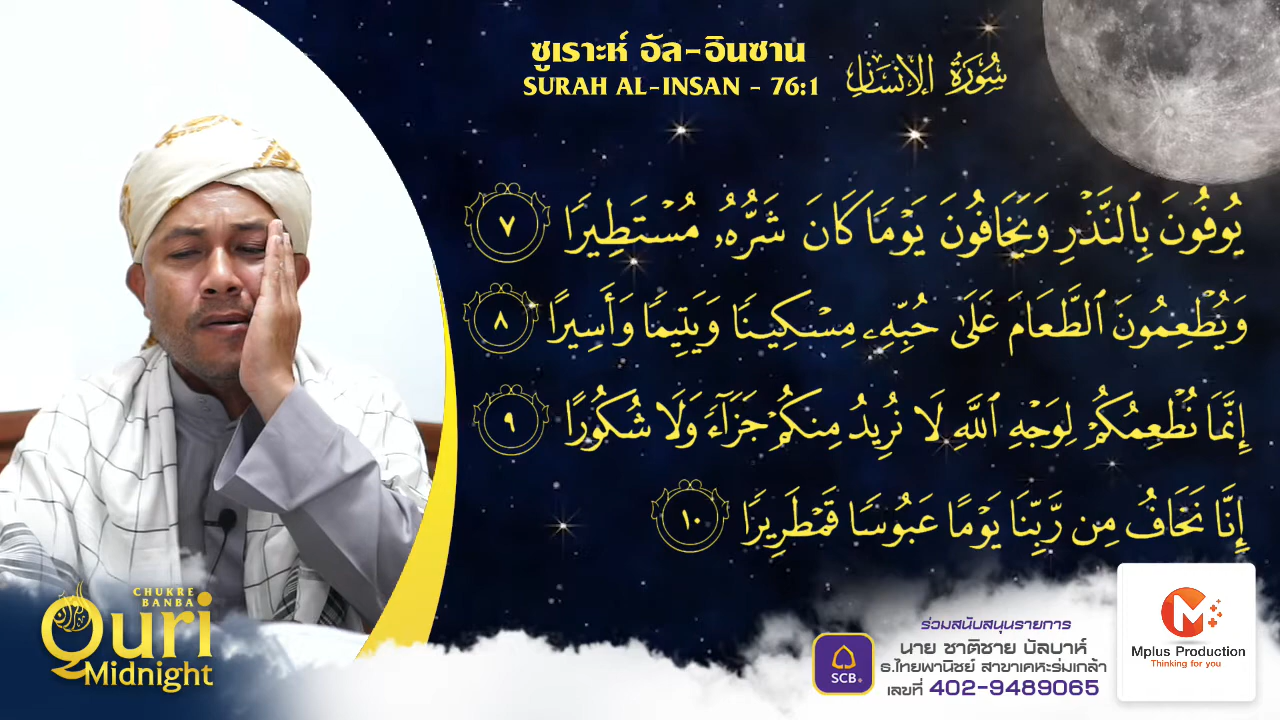 ซูเราะห์ อัล-อินซาน
SURAH AL-INSAN - 76:1
سُورَةُ الإِنسَانِ
يُوفُونَ بِٱلنَّذْرِ وَيَخَافُونَ يَوْمًا كَانَ شَرُّهُۥ مُسْتَطِيرًا ٧
وَيُطْعِمُونَ ٱلطَّعَامَ عَلَىٰ حُبِّهِۦ مِسْكِينًا وَيَتِيمًا وَأَسِيرًا ٨
إِنَّمَا نُطْعِمُكُمْ لِوَجْهِ ٱللَّهِ لَا نُرِيدُ مِنكُمْ جَزَآءً وَلَا شُكُورًا ٩
إِنَّا نَخَافُ مِن رَّبِّنَا يَوْمًا عَبُوسًا قَمْطَرِيرًا ١٠
CHUKRE
BANBA
Quri
Midnight
ร่วมสนับสนุนรายการ
นาย ชาติชาย บัลบาห์
ธ.ไทยพานิชย์ สาขาเคหะร่มเกล้า
เลขที่ 402-9489065
SCB
Mplus Production
Thinking for you